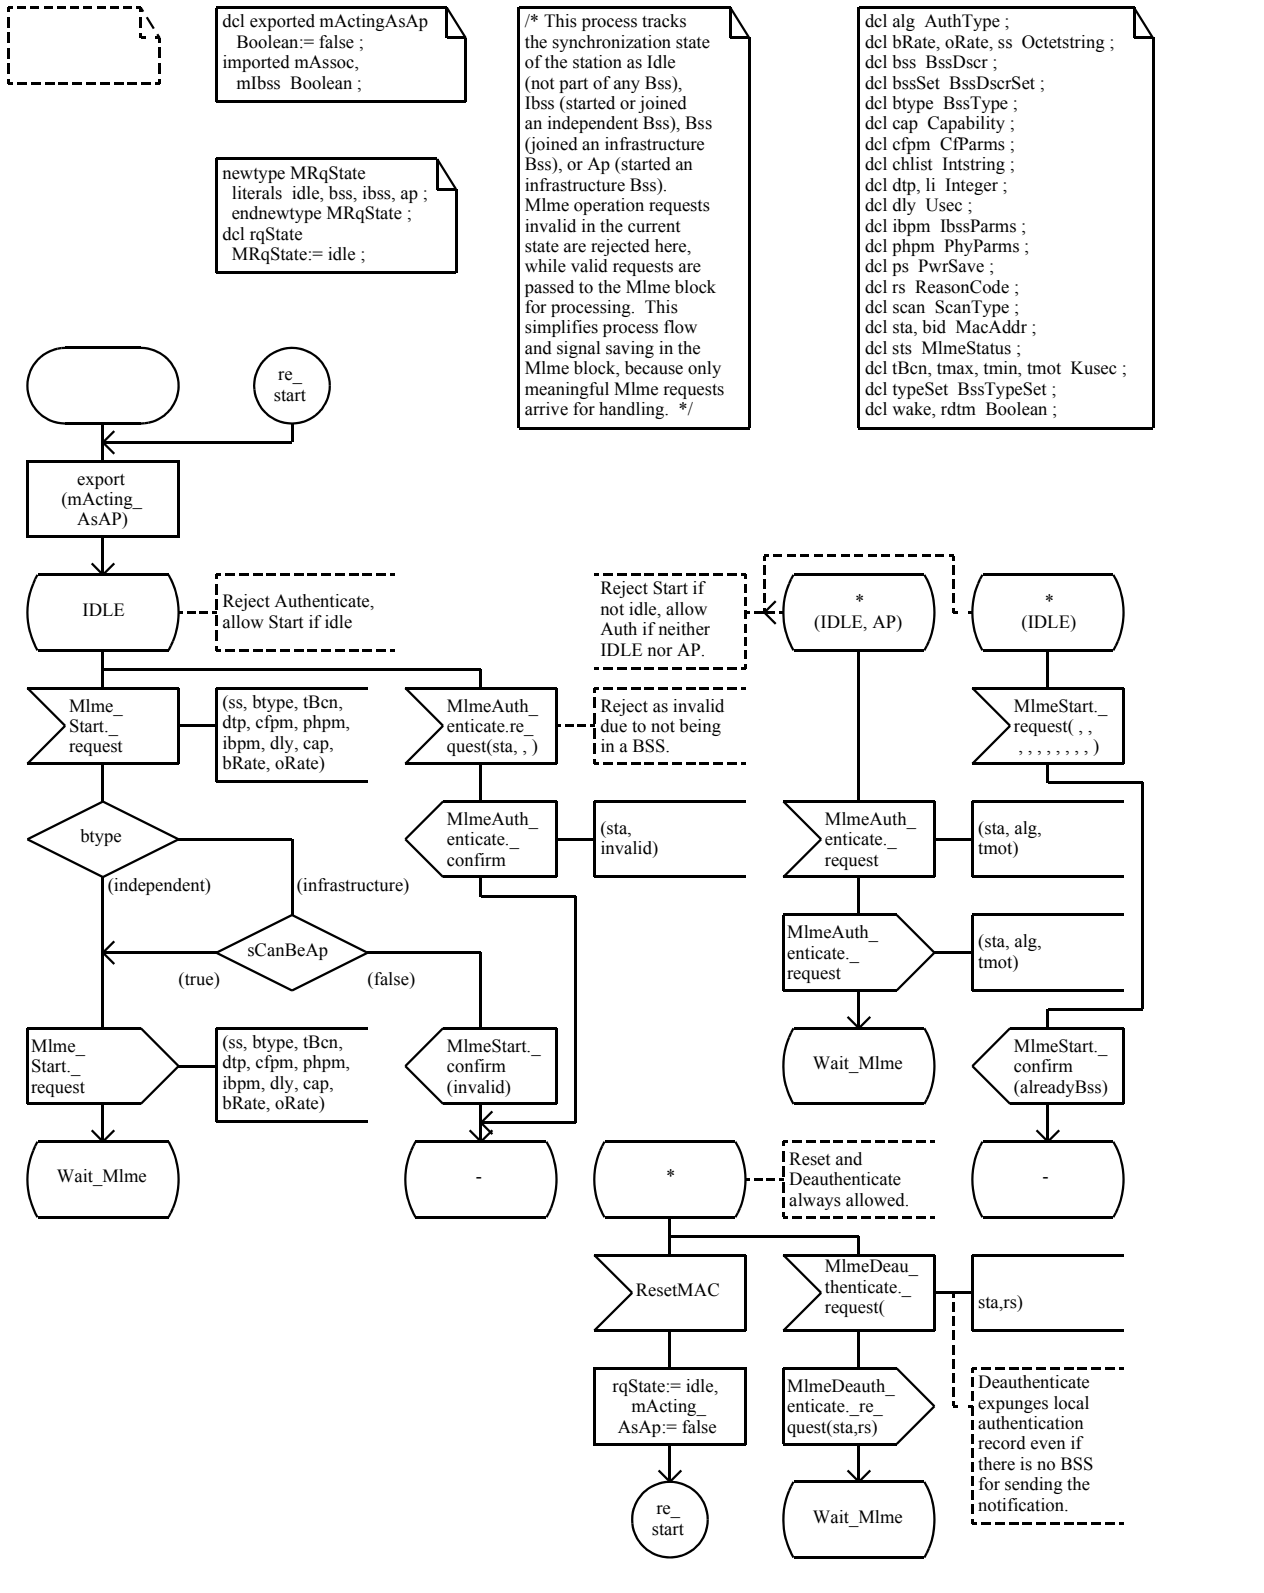 dcl exported mActingAsAp
Boolean:= false ;
imported mAssoc,
mIbss Boolean ;
newtype MRqState
literals idle, bss, ibss, ap ;
endnewtype MRqState ;
dcl rqState
MRqState:= idle ;
/* This process tracks
the synchronization state
of the station as Idle
(not part of any Bss),
Ibss (started or joined
an independent Bss), Bss
(joined an infrastructure
Bss), or Ap (started an
infrastructure Bss).
Mlme operation requests
invalid in the current
state are rejected here,
while valid requests are
passed to the Mlme block
for processing. This
simplifies process flow
and signal saving in the
Mlme block, because only
meaningful Mlme requests
arrive for handling. */
dcl alg AuthType ;
dcl bRate, oRate, ss Octetstring ;
dcl bss BssDscr ;
dcl bssSet BssDscrSet ;
dcl btype BssType ;
dcl cap Capability ;
dcl cfpm CfParms ;
dcl chlist Intstring ;
dcl dtp, li Integer ;
dcl dly Usec ;
dcl ibpm IbssParms ;
dcl phpm PhyParms ;
dcl ps PwrSave ;
dcl rs ReasonCode ;
dcl scan ScanType ;
dcl sta, bid MacAddr ;
dcl sts MlmeStatus ;
dcl tBcn, tmax, tmin, tmot Kusec ;
dcl typeSet BssTypeSet ;
dcl wake, rdtm Boolean ;
re_
start
export
(mActing_
AsAP)
IDLE
Reject Authenticate,
allow Start if idle
Reject Start if
not idle, allow
Auth if neither
IDLE nor AP.
*
(IDLE, AP)
*
(IDLE)
Mlme_
Start._
request
(ss, btype, tBcn,
dtp, cfpm, phpm,
ibpm, dly, cap,
bRate, oRate)
MlmeAuth_
enticate.re_
quest(sta, , )
Reject as invalid
due to not being
in a BSS.
MlmeStart._
request( , ,
, , , , , , , , )
btype
(independent)
(infrastructure)
MlmeAuth_
enticate._
confirm
(sta,
invalid)
MlmeAuth_
enticate._
request
(sta, alg,
tmot)
sCanBeAp
(true)
(false)
MlmeAuth_
enticate._
request
(sta, alg,
tmot)
Mlme_
Start._
request
(ss, btype, tBcn,
dtp, cfpm, phpm,
ibpm, dly, cap,
bRate, oRate)
MlmeStart._
confirm
(invalid)
Wait_Mlme
MlmeStart._
confirm
(alreadyBss)
Wait_Mlme
-
*
Reset and
Deauthenticate
always allowed.
-
ResetMAC
MlmeDeau_
thenticate._
request(
sta,rs)
rqState:= idle,
mActing_
AsAp:= false
MlmeDeauth_
enticate._re_
quest(sta,rs)
Deauthenticate
expunges local
authentication
record even if
there is no BSS
for sending the
notification.
re_
start
Wait_Mlme